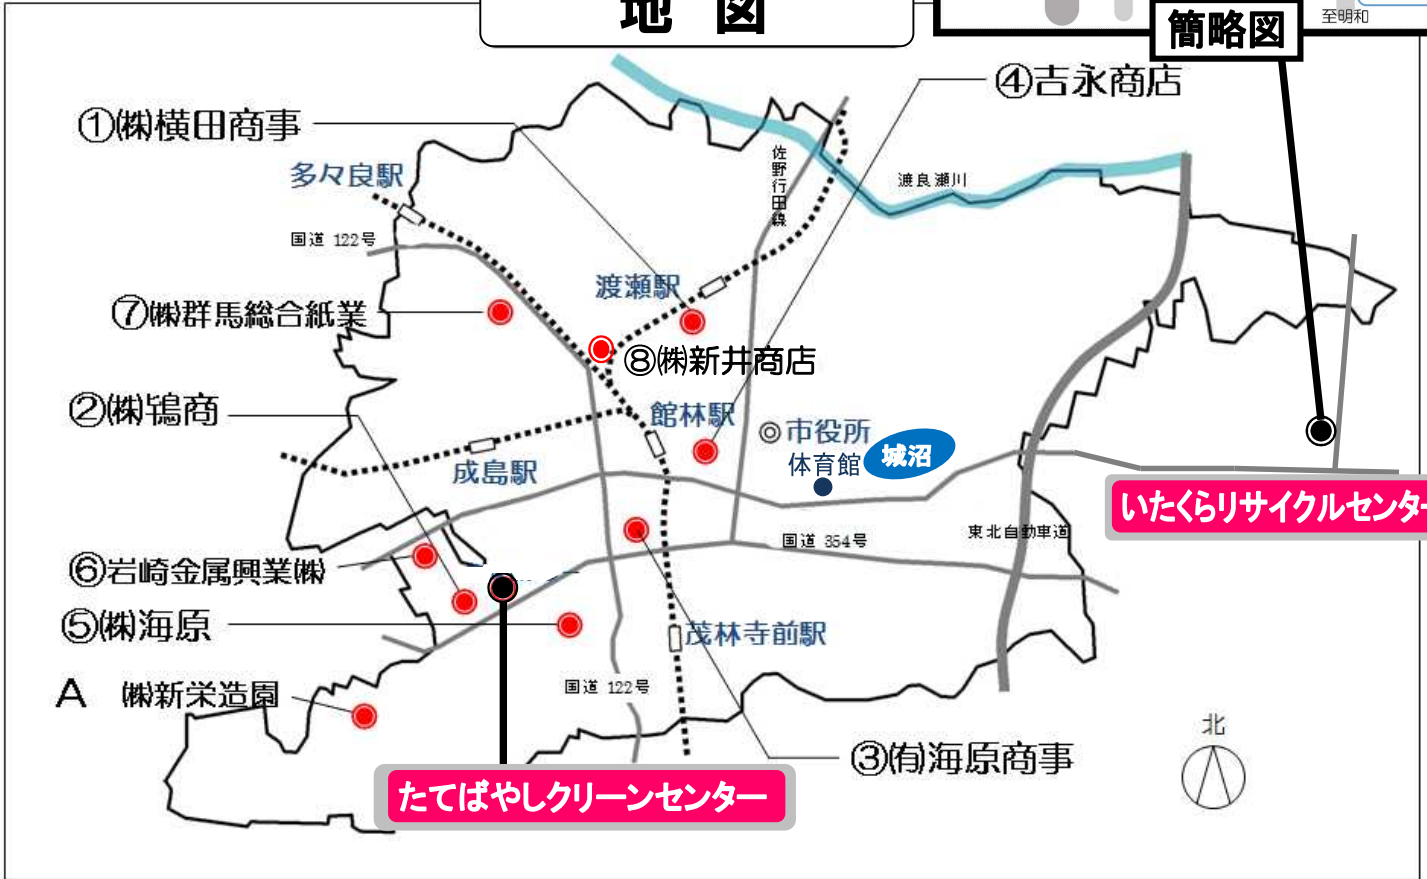 地 図
至明和
簡略図
④吉永商店
①㈱横田商事
多々良駅
佐野行田線
渡良瀬川
国道 122号
渡瀬駅
⑦㈱群馬総合紙業
⑧㈱新井商店
②㈱鴇商
館林駅
◎市役所
体育館
城沼
成島駅
いたくらリサイクルセンター
国道 354号
東北自動車道
⑥岩崎金属興業㈱
⑤㈱海原
茂林寺前駅
A ㈱新栄造園
国道 122号
北
③㈲海原商事
たてばやしクリーンセンター